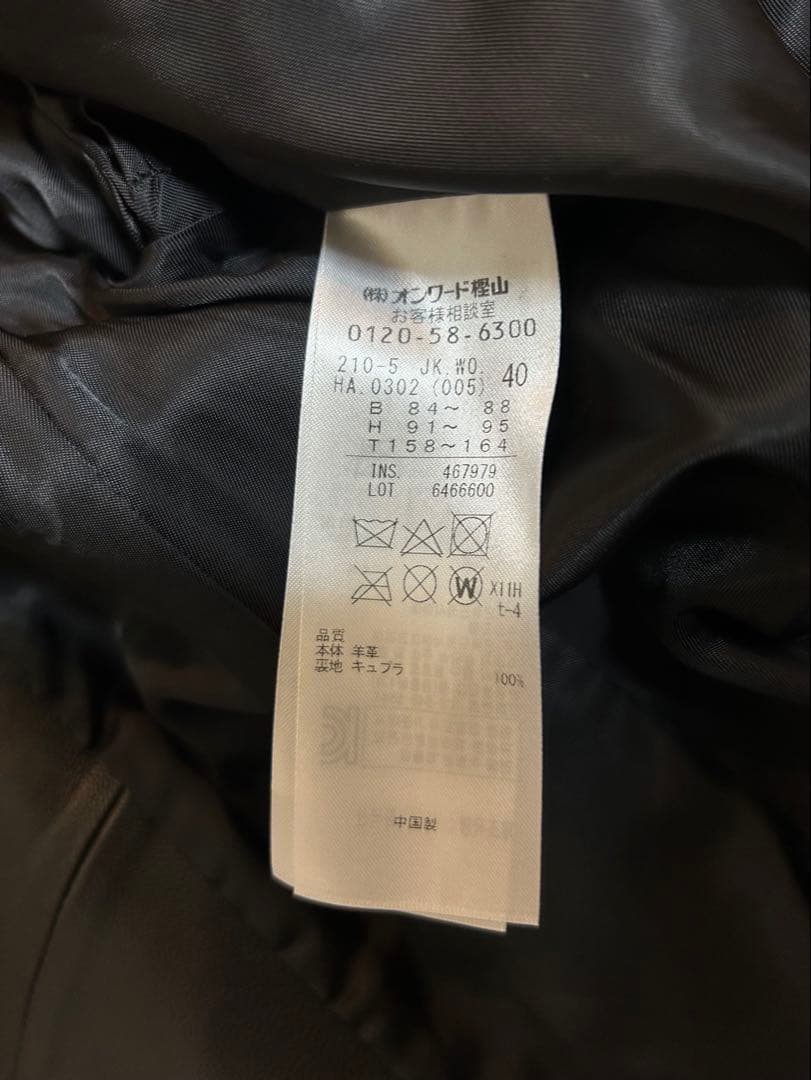 (株)オンワード樫山
お客様相談室
0120-58-6300
210-5 JK.WO. 40
HA.0302 (005)
B 84～ 88
H 91～ 95
T158～164
INS. 467979
LOT 6466600
W X11H
t-4
品質
本体 羊革
裏地 キュプラ 100%
中国製